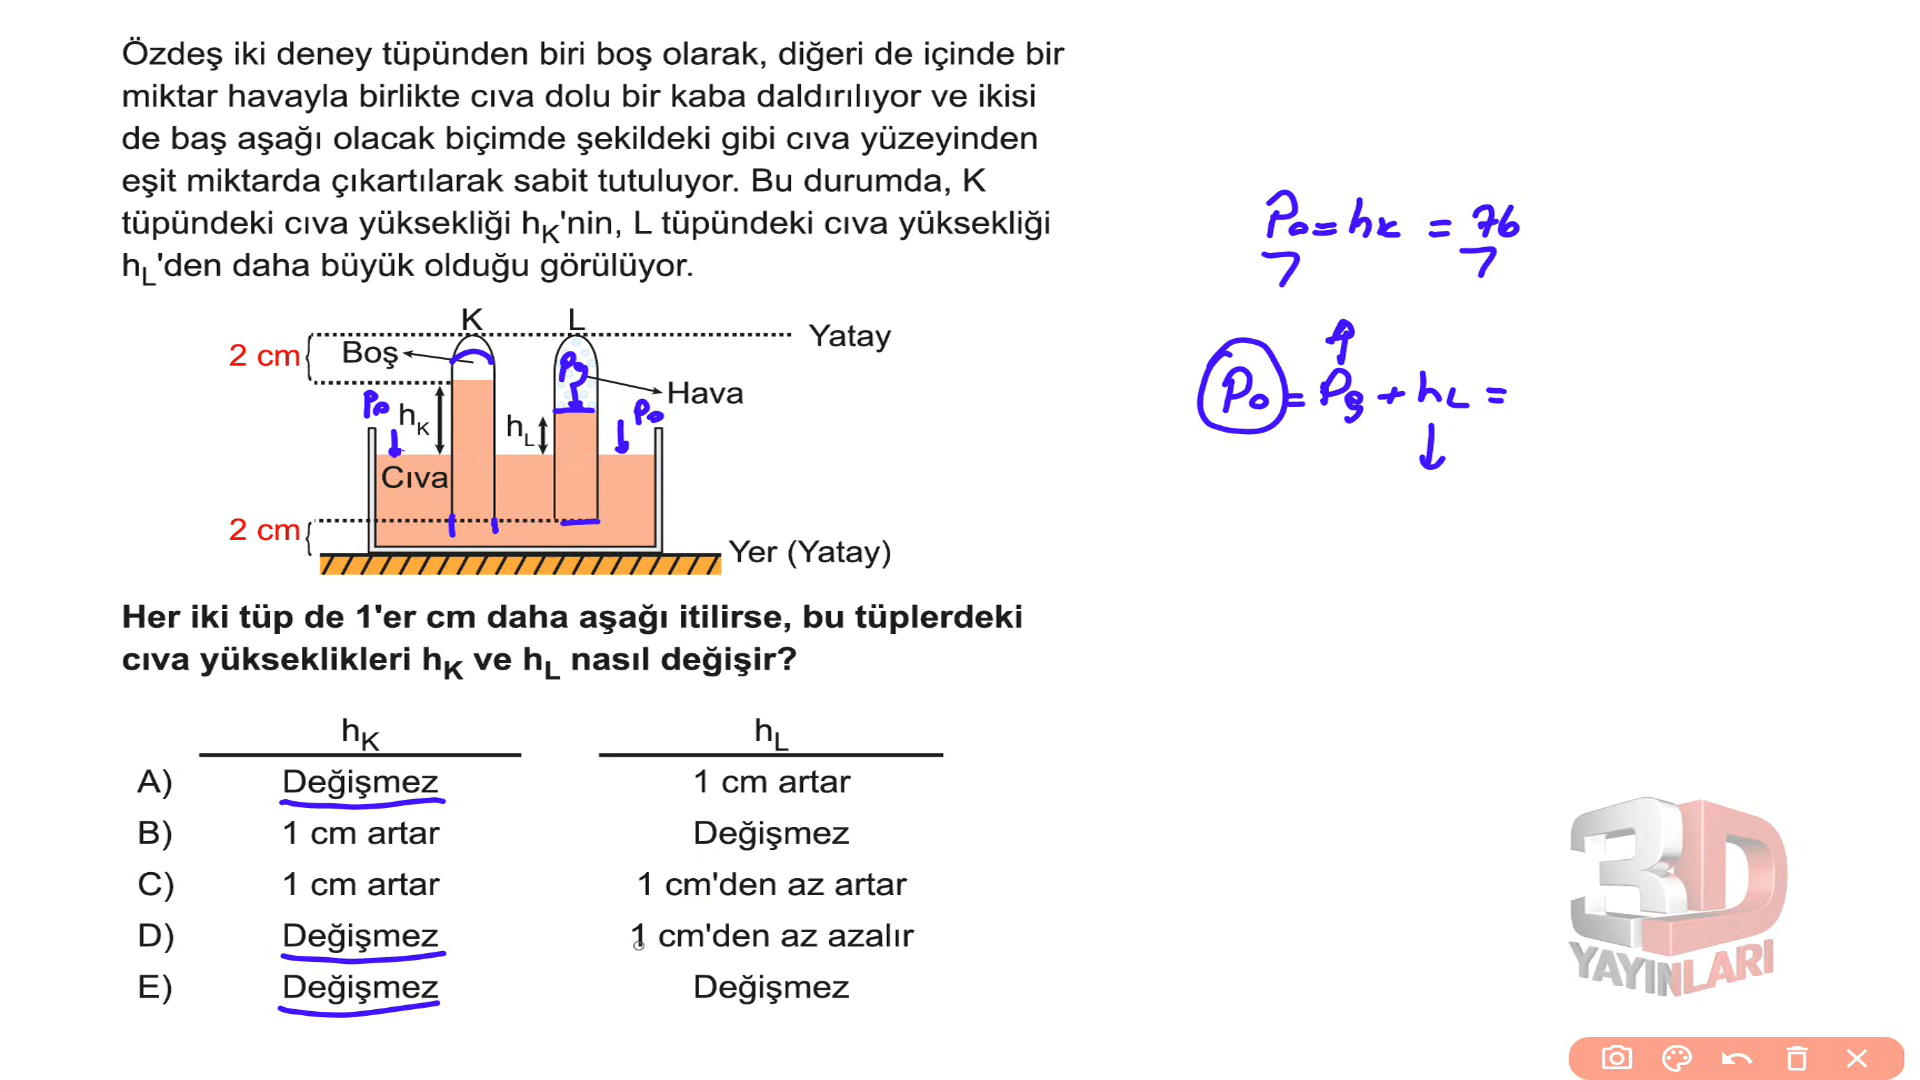 Özdeş iki deney tüpünden biri boş olarak, diğeri de içinde bir
miktar havayla birlikte cıva dolu bir kaba daldırılıyor ve ikisi
de baş aşağı olacak biçimde şekildeki gibi cıva yüzeyinden
eşit miktarda çıkartılarak sabit tutuluyor. Bu durumda, K
tüpündeki cıva yüksekliği hK'nin, L tüpündeki cıva yüksekliği
hL'den daha büyük olduğu görülüyor.
K L
Yatay
2 cm Boş
Hava
Po hK hL Pg Po
Cıva
2 cm
Yer (Yatay)
Po = hK = 76
7 7
Po = Pg + hL =
Her iki tüp de 1'er cm daha aşağı itilirse, bu tüplerdeki
cıva yükseklikleri hK ve hL nasıl değişir?
hK hL
A) Değişmez 1 cm artar
B) 1 cm artar Değişmez
C) 1 cm artar 1 cm'den az artar
D) Değişmez 1 cm'den az azalır
E) Değişmez Değişmez
3D
YAYINLARI